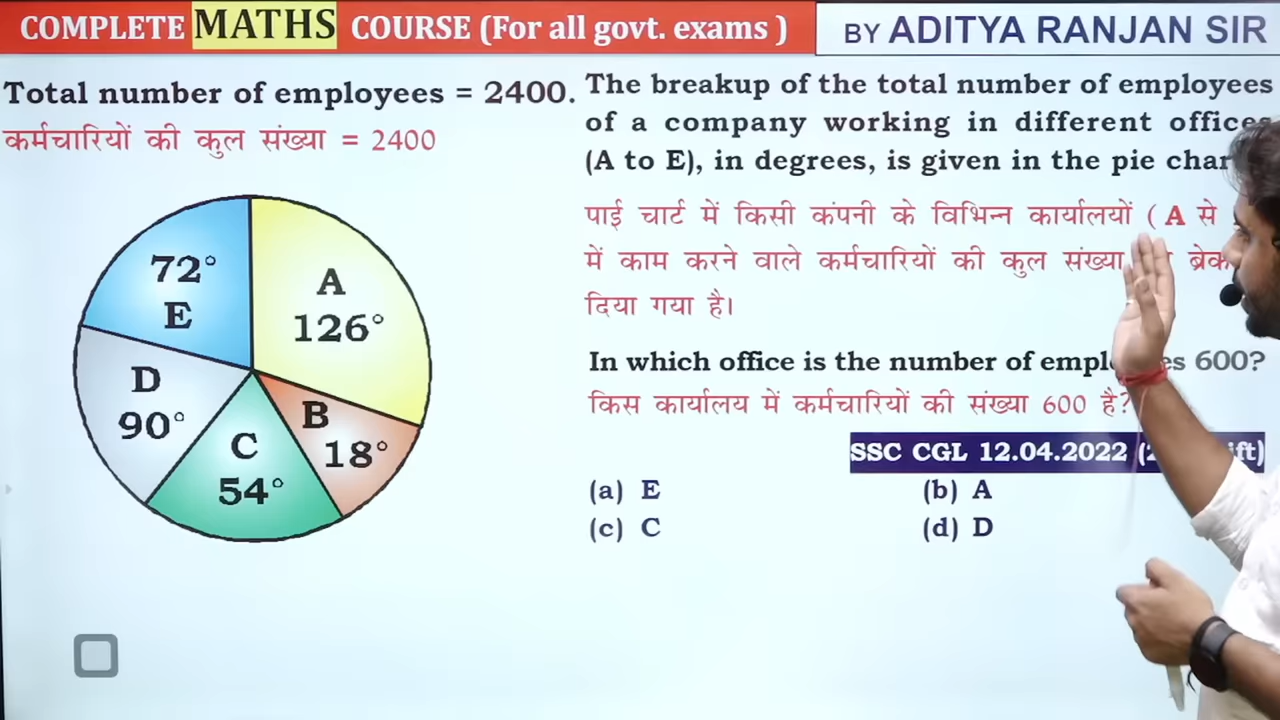 COMPLETE MATHS COURSE (For all govt. exams )
BY ADITYA RANJAN SIR
Total number of employees = 2400.
कर्मचारियों की कुल संख्या = 2400
72°
E
A
126°
D
90°
C
54°
B
18°
The breakup of the total number of employees
of a company working in different offices
(A to E), in degrees, is given in the pie char
पाई चार्ट में किसी कंपनी के विभिन्न कार्यालयों ( A से
में काम करने वाले कर्मचारियों की कुल संख्या ब्रेक
दिया गया है।
In which office is the number of empl es 600?
किस कार्यालय में कर्मचारियों की संख्या 600 है?
SSC CGL 12.04.2022 ift)
(a) E
(b) A
(c) C
(d) D